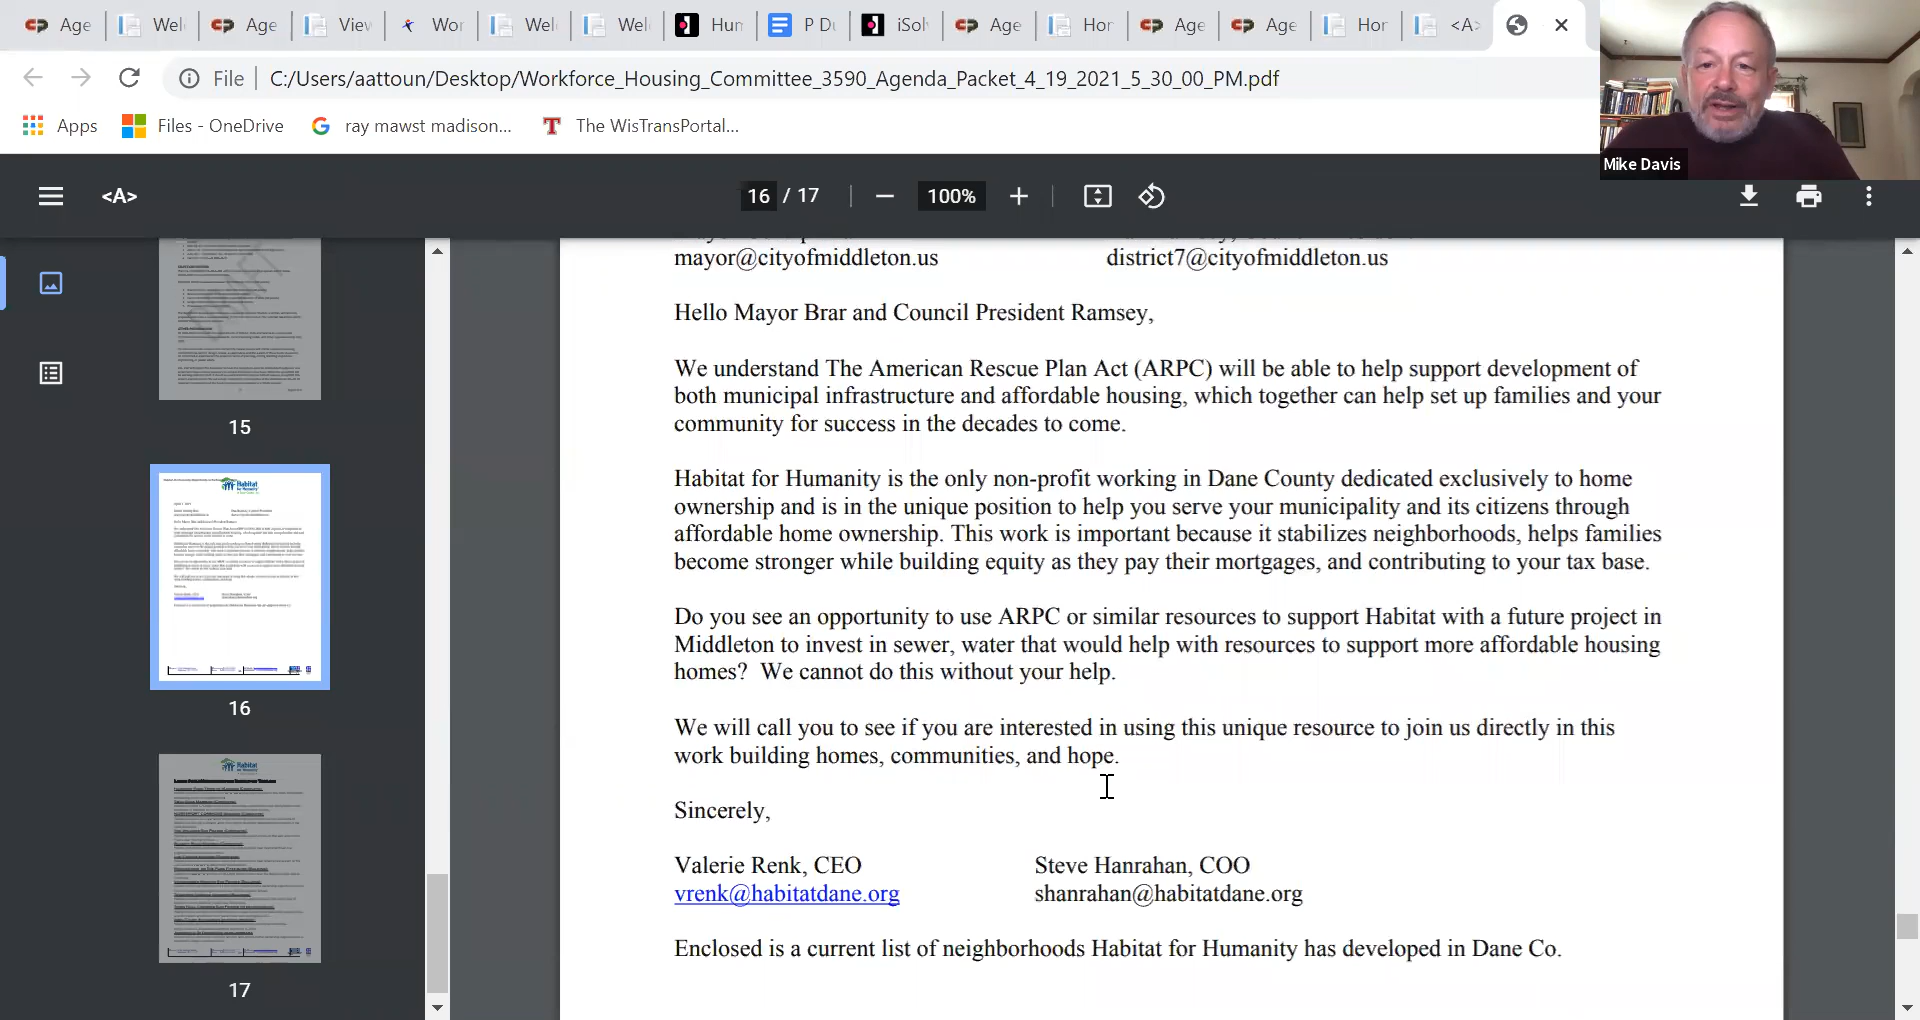 Age
Wel
Age
View
Wor
Wel
Wel
Hum
P Du
iSol
Age
Hor
Age
Age
Hor
<A>
File
C:/Users/aattoun/Desktop/Workforce_Housing_Committee_3590_Agenda_Packet_4_19_2021_5_30_00_PM.pdf
Apps
Files - OneDrive
ray mawst madison...
The WisTransPortal...
Mike Davis
<A>
16 / 17
100%
15
16
17
Habitat
Habitat
mayor@cityofmiddleton.us
district7@cityofmiddleton.us
Hello Mayor Brar and Council President Ramsey,
We understand The American Rescue Plan Act (ARPC) will be able to help support development of
both municipal infrastructure and affordable housing, which together can help set up families and your
community for success in the decades to come.
Habitat for Humanity is the only non-profit working in Dane County dedicated exclusively to home
ownership and is in the unique position to help you serve your municipality and its citizens through
affordable home ownership. This work is important because it stabilizes neighborhoods, helps families
become stronger while building equity as they pay their mortgages, and contributing to your tax base.
Do you see an opportunity to use ARPC or similar resources to support Habitat with a future project in
Middleton to invest in sewer, water that would help with resources to support more affordable housing
homes?  We cannot do this without your help.
We will call you to see if you are interested in using this unique resource to join us directly in this
work building homes, communities, and hope.
Sincerely,
Valerie Renk, CEO
Steve Hanrahan, COO
vrenk@habitatdane.org
shanrahan@habitatdane.org
Enclosed is a current list of neighborhoods Habitat for Humanity has developed in Dane Co.